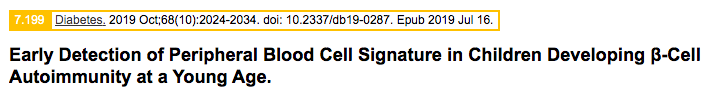 7.199 Diabetes. 2019 Oct;68(10):2024-2034. doi: 10.2337/db19-0287. Epub 2019 Jul 16.
Early Detection of Peripheral Blood Cell Signature in Children Developing β-Cell
Autoimmunity at a Young Age.